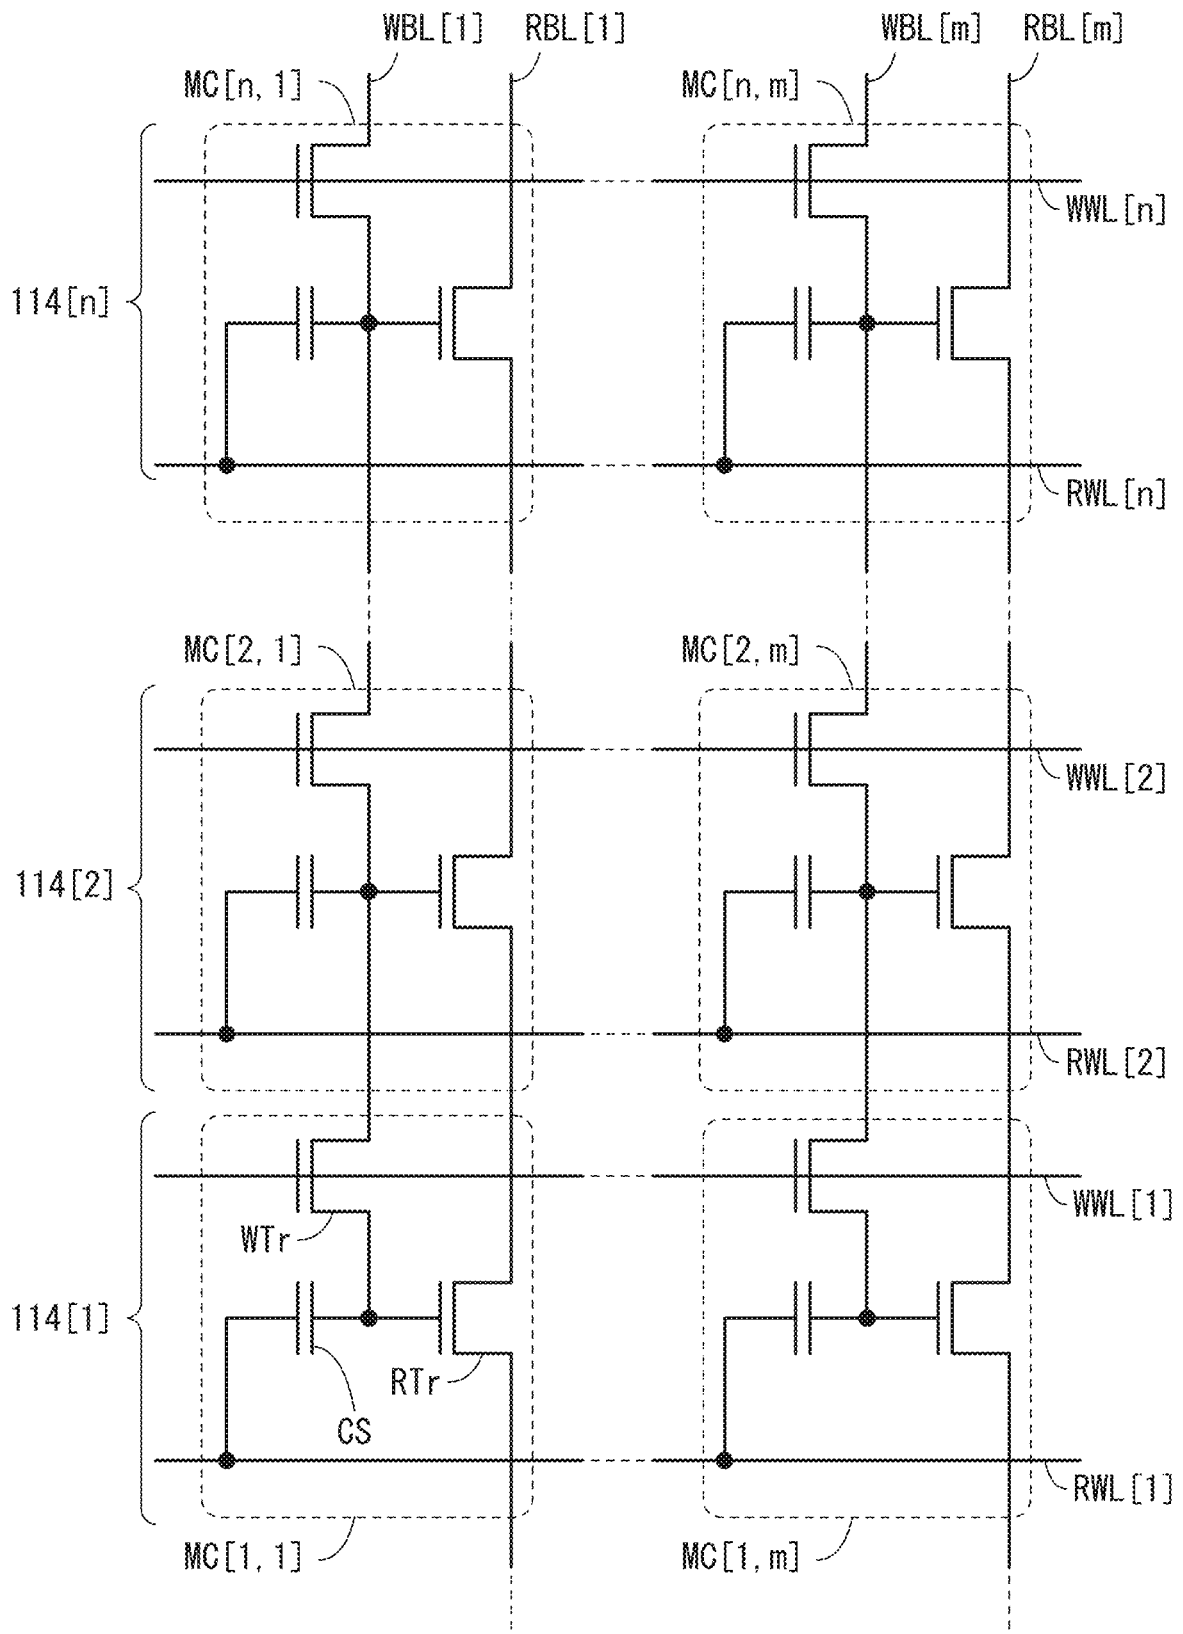 WBL[1] RBL[1] WBL[m] RBL[m]
MC[n, 1] MC[n, m]
WWL[n]
114[n]
RWL[n]
MC[2, 1] MC[2, m]
WWL[2]
114[2]
RWL[2]
WWL[1]
WTr
114[1]
RTr
CS
RWL[1]
MC[1, 1] MC[1, m]